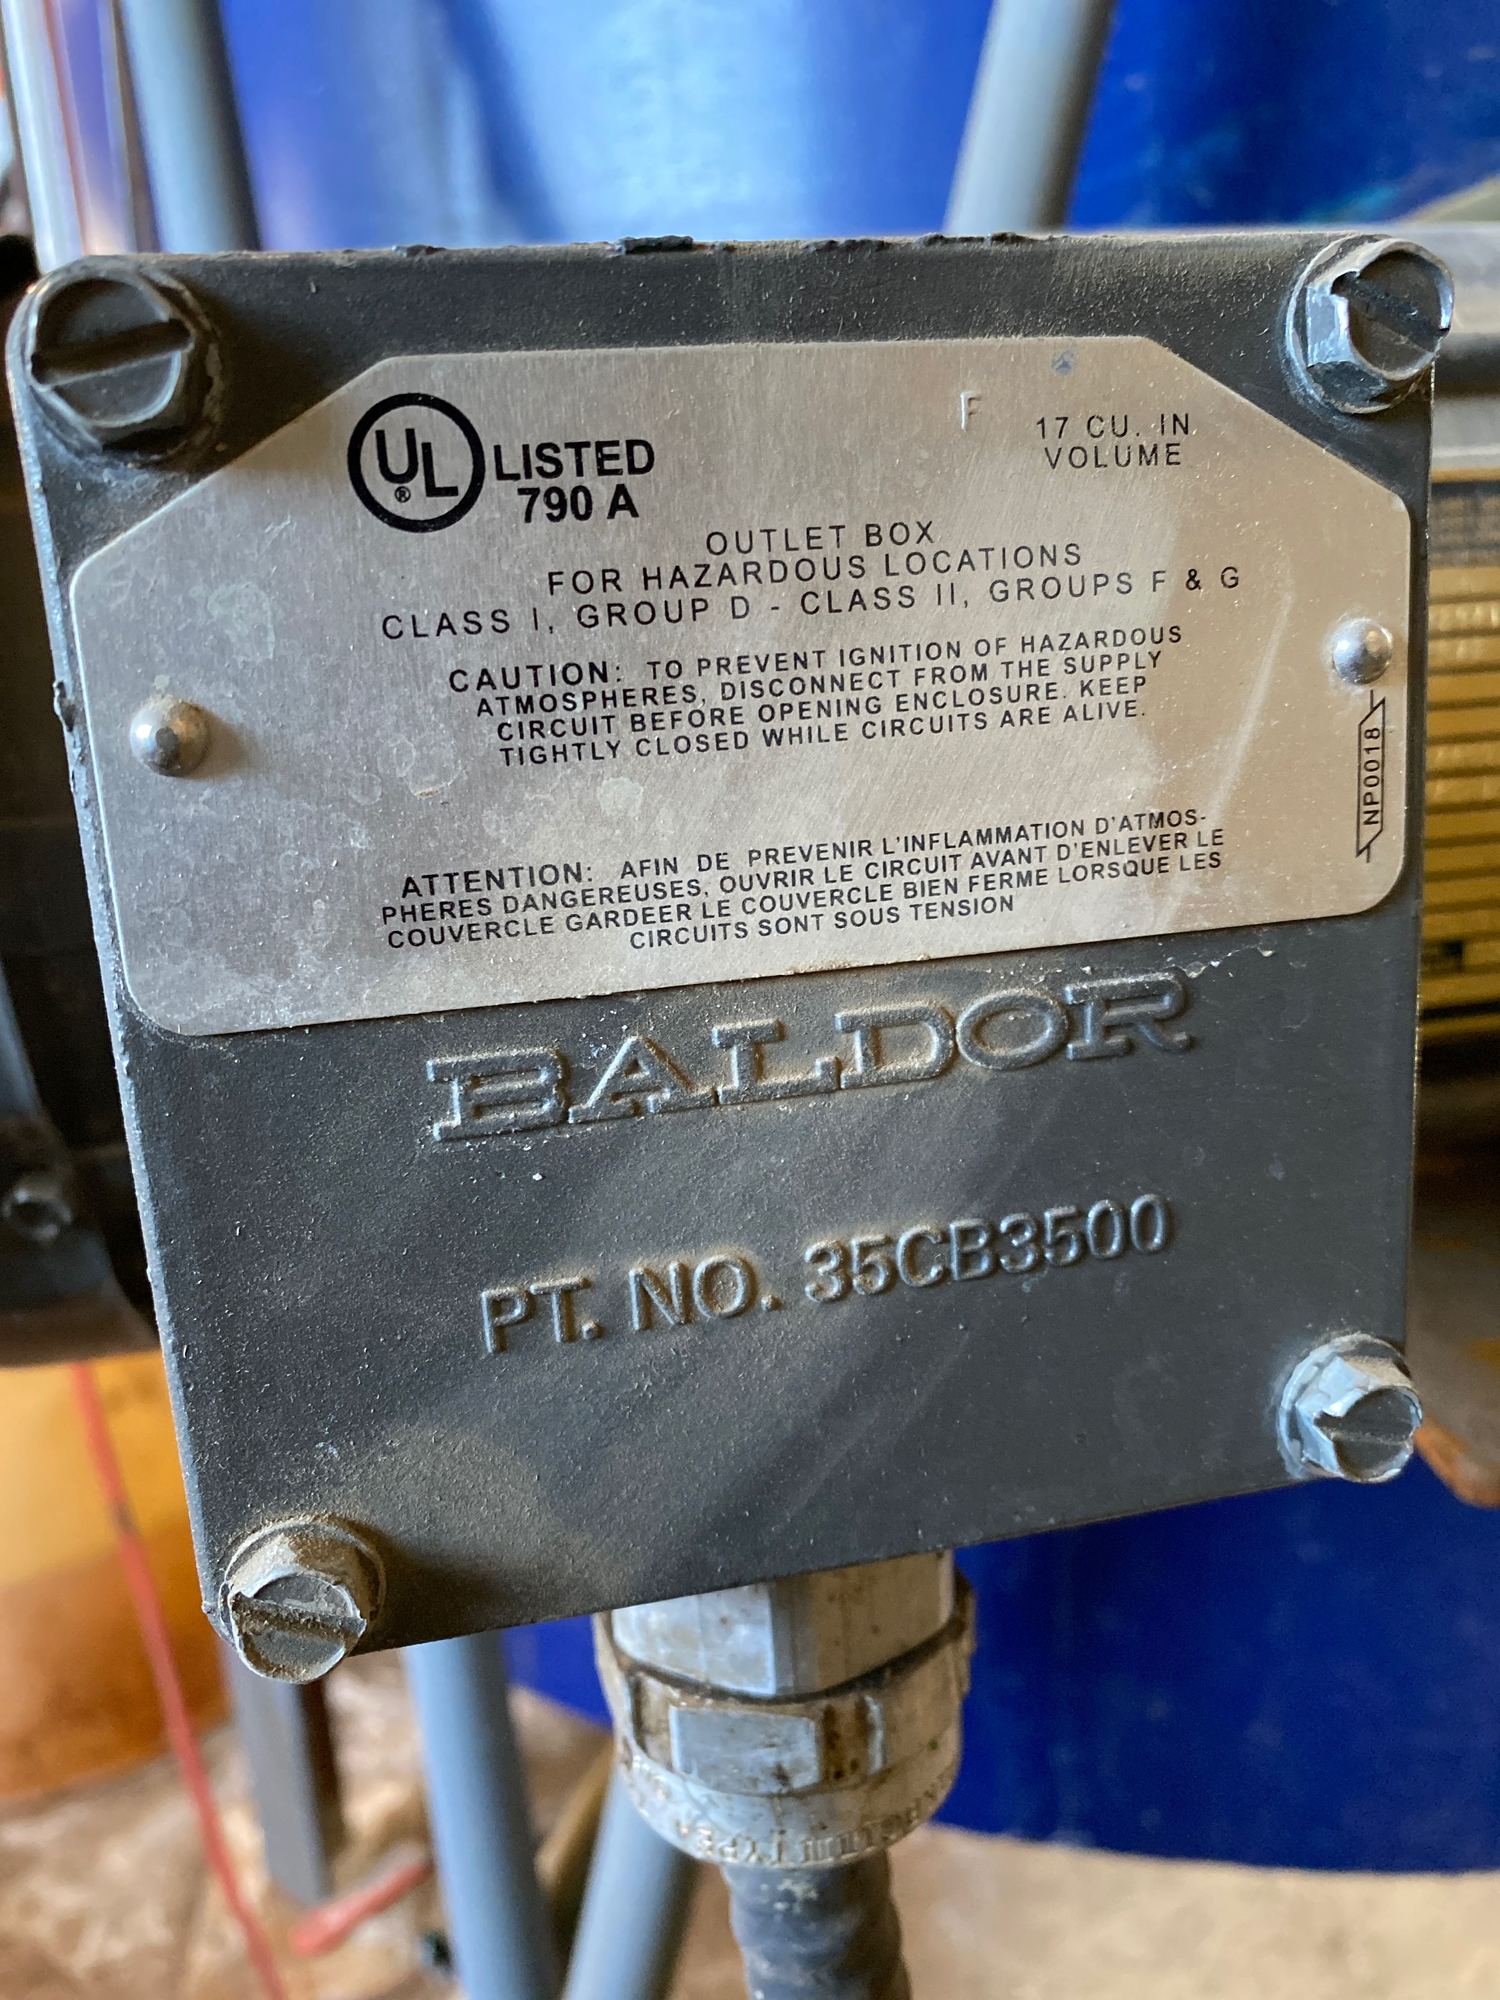 UL
®
LISTED
790 A
F
17 CU. IN.
VOLUME
OUTLET BOX
FOR HAZARDOUS LOCATIONS
CLASS I, GROUP D - CLASS II, GROUPS F & G
CAUTION: TO PREVENT IGNITION OF HAZARDOUS
ATMOSPHERES, DISCONNECT FROM THE SUPPLY
CIRCUIT BEFORE OPENING ENCLOSURE. KEEP
TIGHTLY CLOSED WHILE CIRCUITS ARE ALIVE.
NP0018
ATTENTION: AFIN DE PREVENIR L'INFLAMMATION D'ATMOS-
PHERES DANGEREUSES, OUVRIR LE CIRCUIT AVANT D'ENLEVER LE
COUVERCLE GARDEER LE COUVERCLE BIEN FERME LORSQUE LES
CIRCUITS SONT SOUS TENSION
BALDOR
PT. NO. 35CB3500